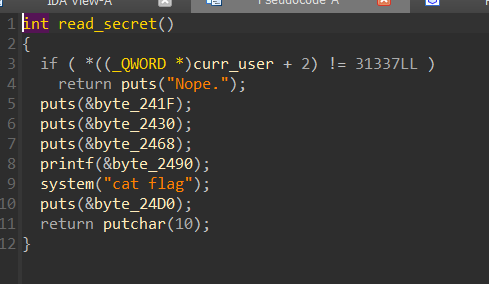 IDA View-A
Pseudocode-A
1 int read_secret()
2 {
3   if ( *((_QWORD *)curr_user + 2) != 31337LL )
4     return puts("Nope.");
5   puts(&byte_241F);
6   puts(&byte_2430);
7   puts(&byte_2468);
8   printf(&byte_2490);
9   system("cat flag");
10   puts(&byte_24D0);
11   return putchar(10);
12 }